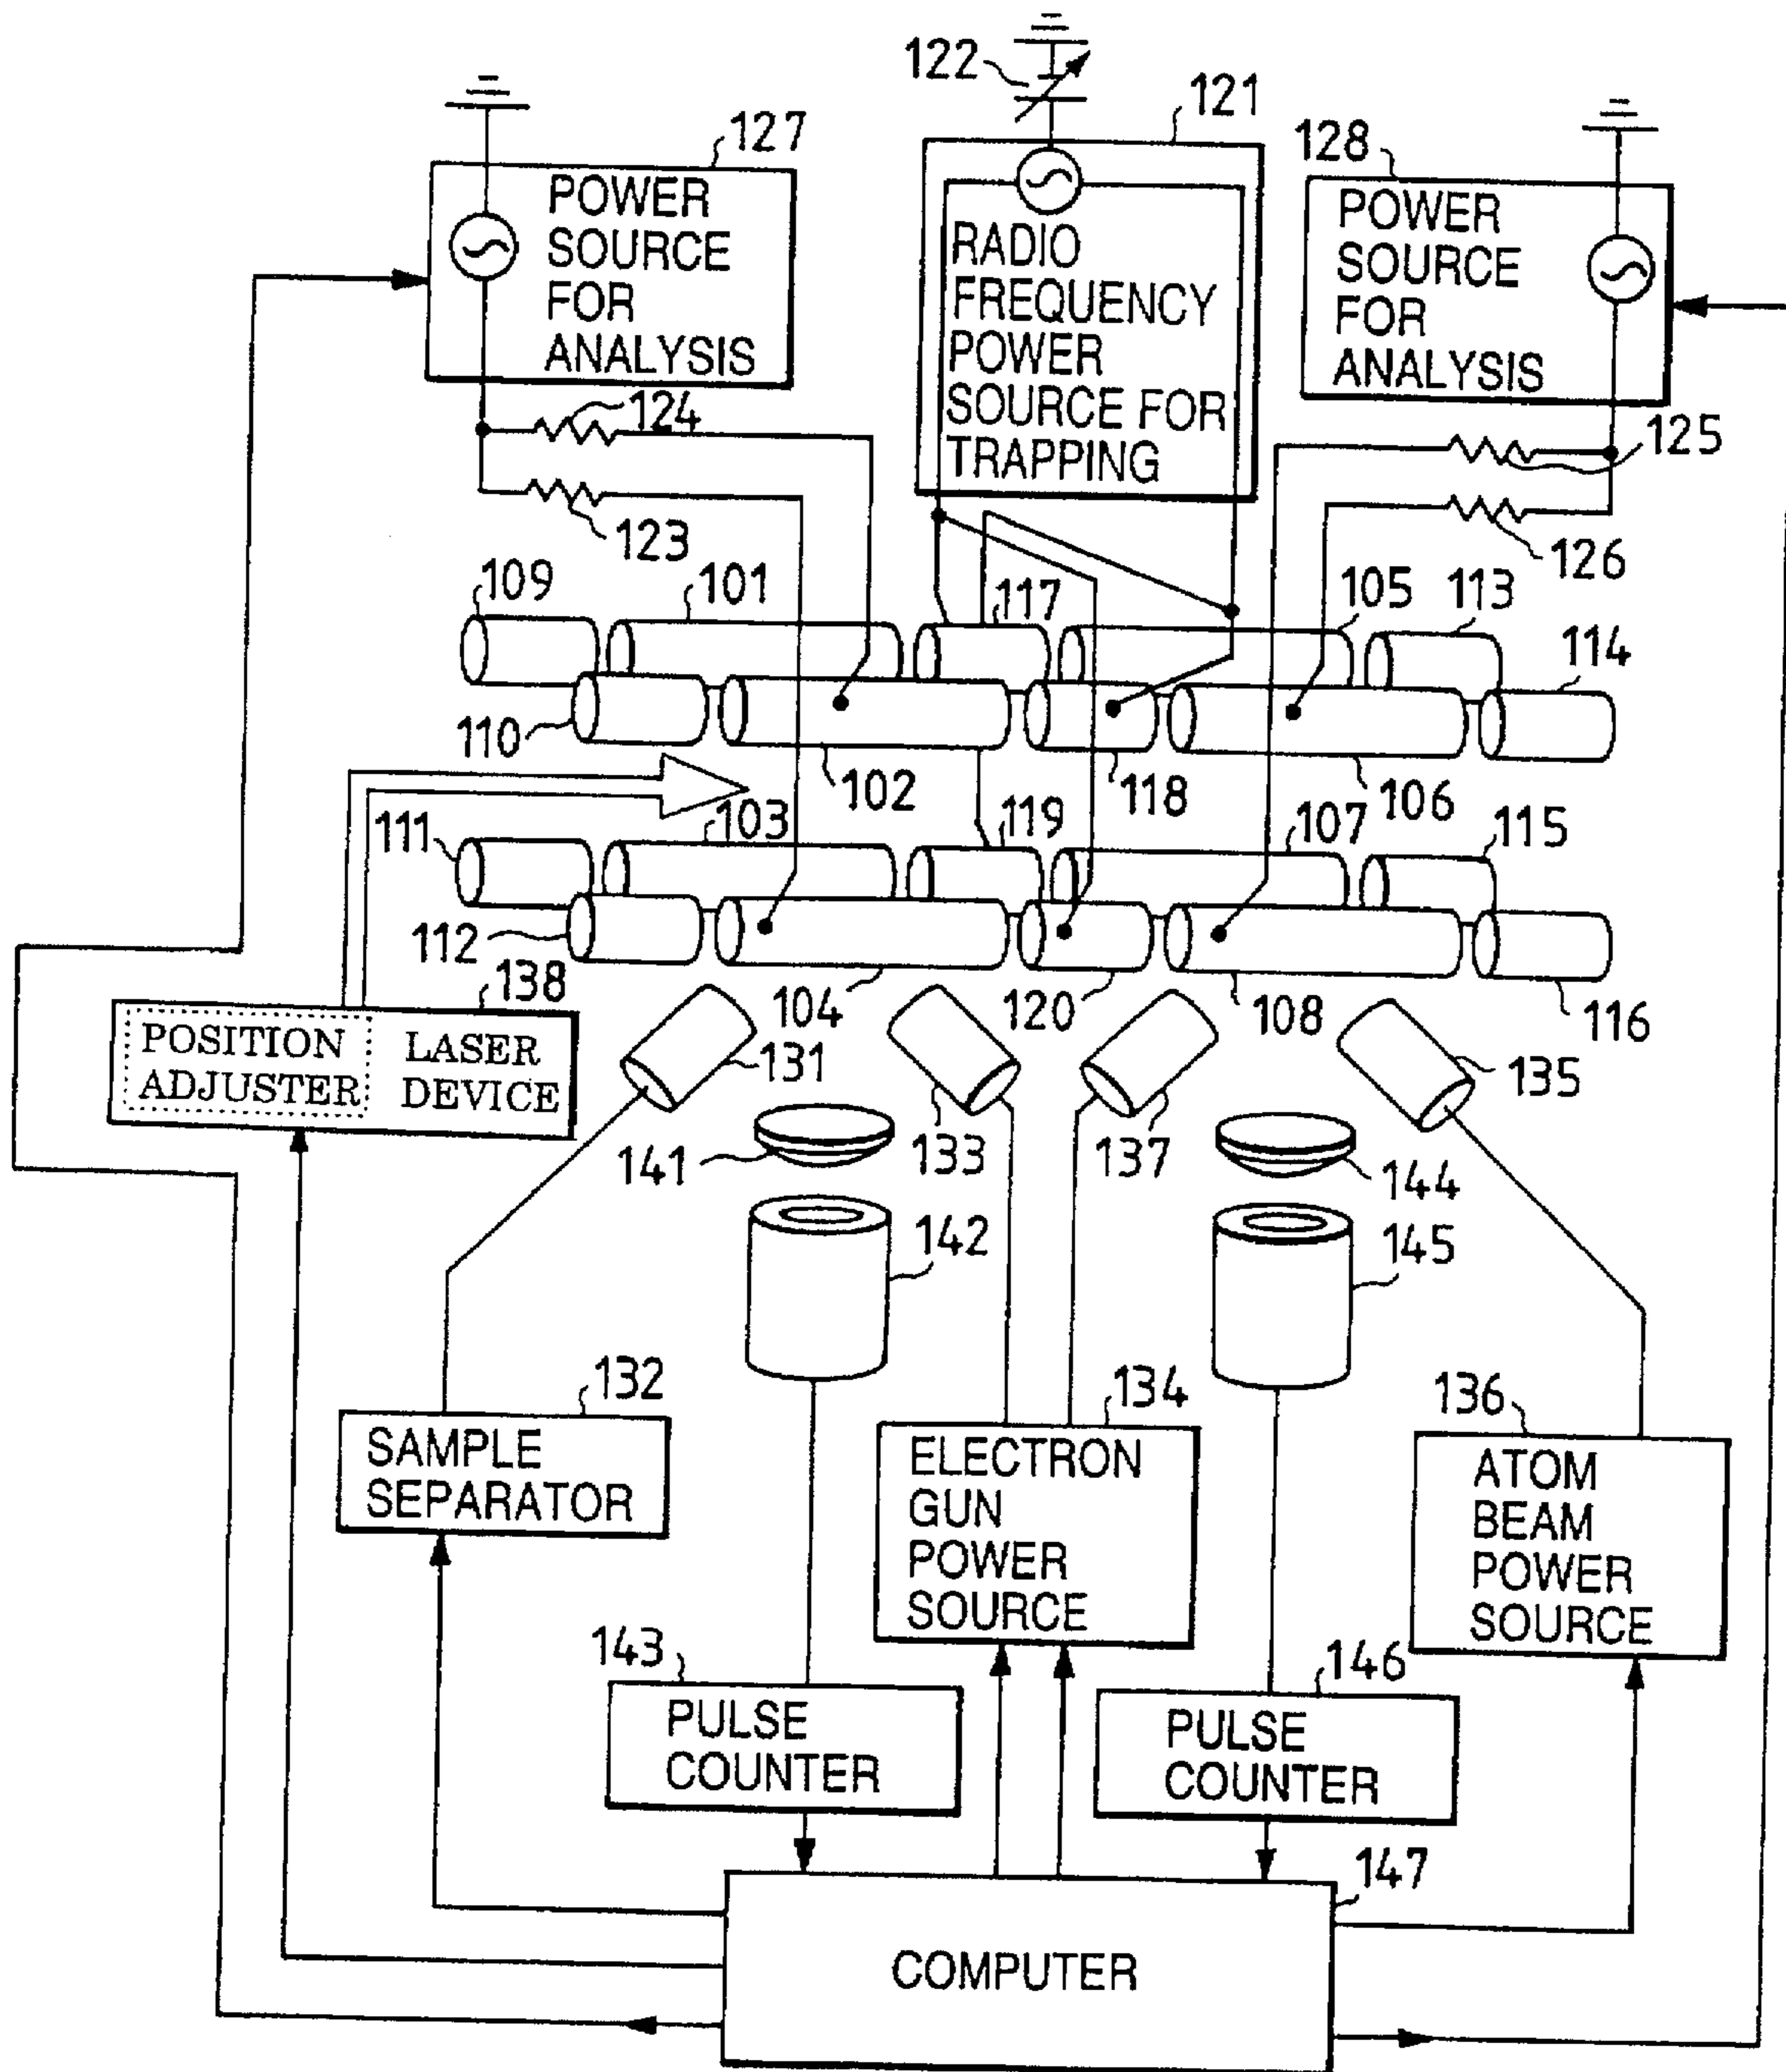 122
121
127
128
POWER
SOURCE
FOR
ANALYSIS
RADIO
FREQUENCY
POWER
SOURCE FOR
TRAPPING
POWER
SOURCE
FOR
ANALYSIS
124
125
123
126
109
101
117
105
113
114
110
102
118
106
111
103
119
107
115
112
104
120
108
116
138
POSITION
ADJUSTER
LASER
DEVICE
131
133
137
135
141
144
142
145
132
SAMPLE
SEPARATOR
134
ELECTRON
GUN
POWER
SOURCE
136
ATOM
BEAM
POWER
SOURCE
143
PULSE
COUNTER
146
PULSE
COUNTER
147
COMPUTER